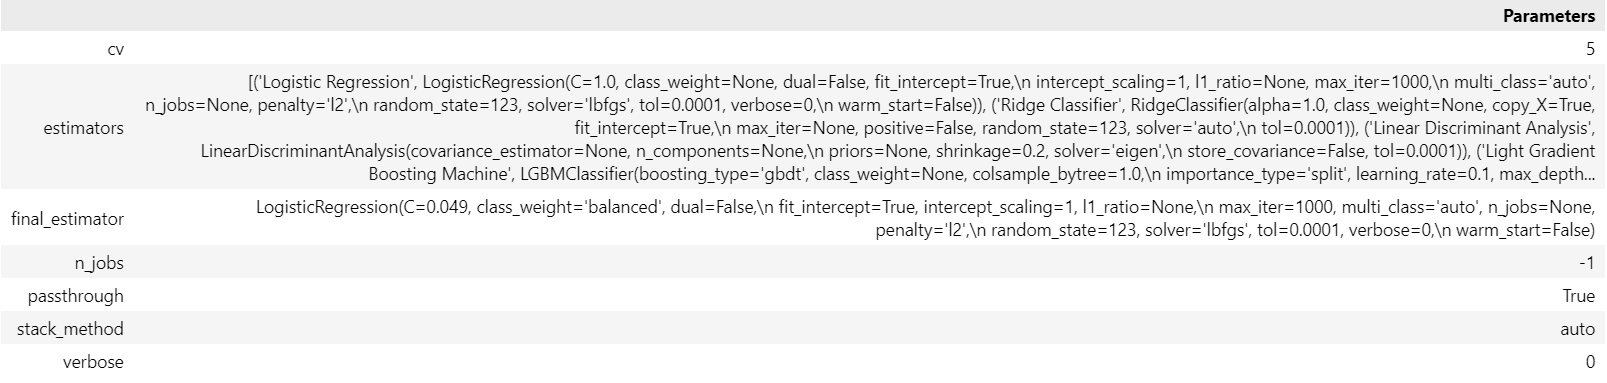 Parameters
cv 5
[('Logistic Regression', LogisticRegression(C=1.0, class_weight=None, dual=False, fit_intercept=True,\n intercept_scaling=1, l1_ratio=None, max_iter=1000,\n multi_class='auto',
n_jobs=None, penalty='l2',\n random_state=123, solver='lbfgs', tol=0.0001, verbose=0,\n warm_start=False)), ('Ridge Classifier', RidgeClassifier(alpha=1.0, class_weight=None, copy_X=True,
estimators fit_intercept=True,\n max_iter=None, positive=False, random_state=123, solver='auto',\n tol=0.0001)), ('Linear Discriminant Analysis',
LinearDiscriminantAnalysis(covariance_estimator=None, n_components=None,\n priors=None, shrinkage=0.2, solver='eigen',\n store_covariance=False, tol=0.0001)), ('Light Gradient
Boosting Machine', LGBMClassifier(boosting_type='gbdt', class_weight=None, colsample_bytree=1.0,\n importance_type='split', learning_rate=0.1, max_depth...
final_estimator LogisticRegression(C=0.049, class_weight='balanced', dual=False,\n fit_intercept=True, intercept_scaling=1, l1_ratio=None,\n max_iter=1000, multi_class='auto', n_jobs=None,
penalty='l2',\n random_state=123, solver='lbfgs', tol=0.0001, verbose=0,\n warm_start=False)
n_jobs -1
passthrough True
stack_method auto
verbose 0